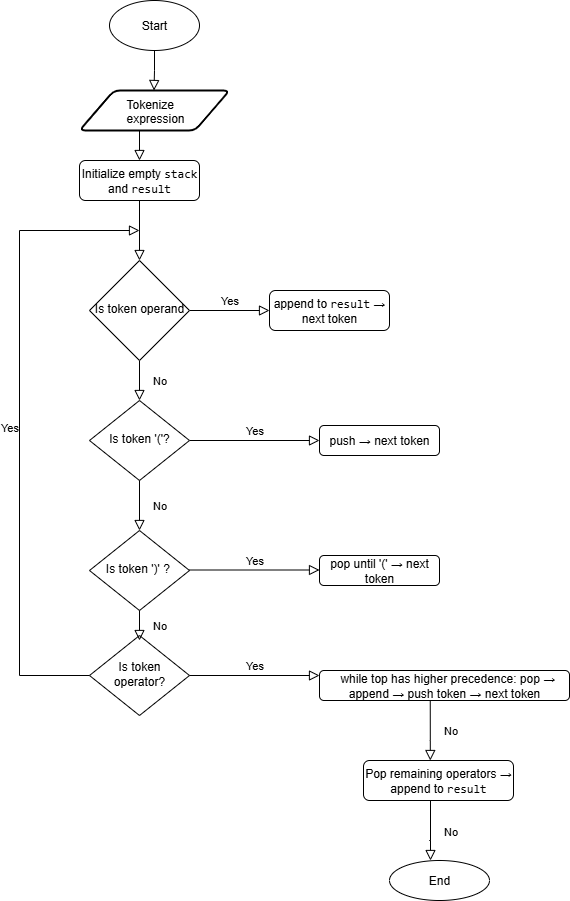 Start
Tokenize
expression
Initialize empty stack
and result
Is token operand
Yes
append to result →
next token
No
Is token '('?
Yes
push → next token
Yes
No
Is token ')' ?
Yes
pop until '(' → next
token
No
Is token
operator?
Yes
while top has higher precedence: pop →
append → push token → next token
No
Pop remaining operators →
append to result
No
End